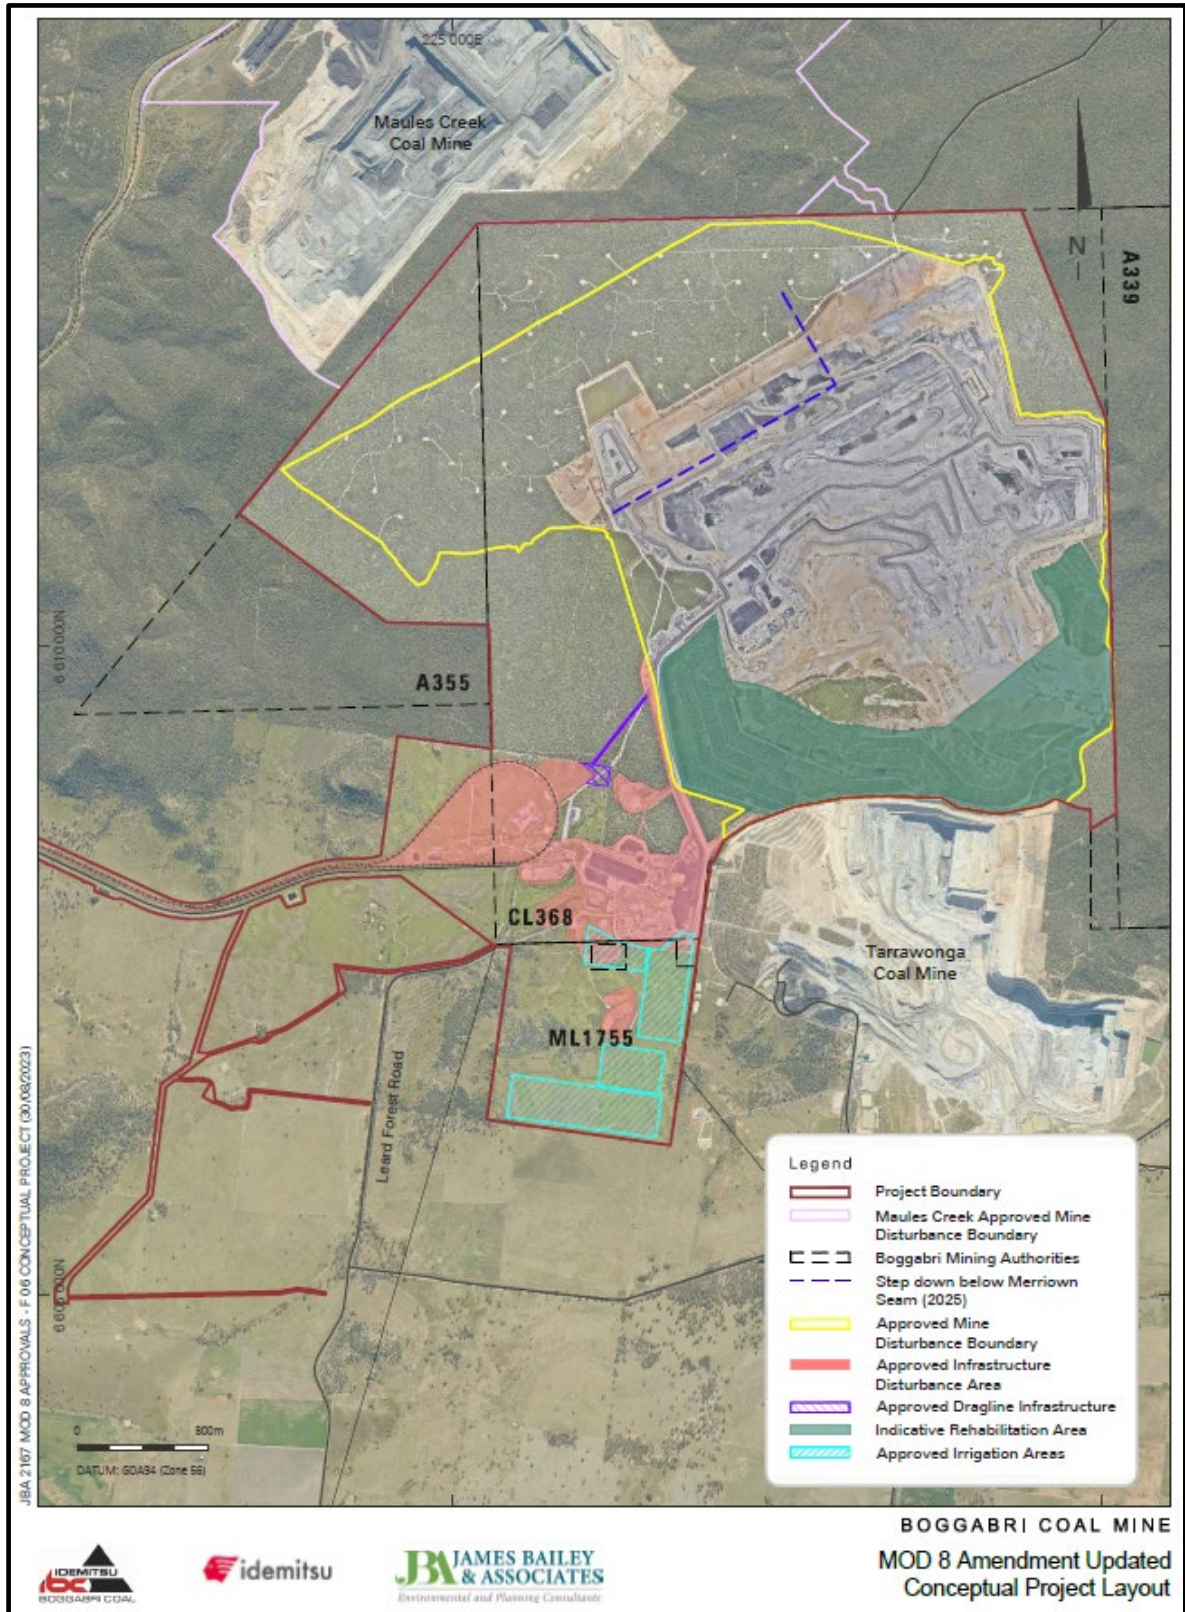 225 000E
Maules Creek
Coal Mine
N
A339
6 610 000N
A355
CL368
Tarrawonga
Coal Mine
ML1755
Leard Forest Road
6 605 000N
0 800m
DATUM: GDA94 (Zone 56)
Legend
Project Boundary
Maules Creek Approved Mine
Disturbance Boundary
Boggabri Mining Authorities
Step down below Merriown
Seam (2025)
Approved Mine
Disturbance Boundary
Approved Infrastructure
Disturbance Area
Approved Dragline Infrastructure
Indicative Rehabilitation Area
Approved Irrigation Areas
JBA 2167 MOD 8 APPROVALS - F 06 CONCEPTUAL PROJECT (30/08/2023)
BOGGABRI COAL MINE
MOD 8 Amendment Updated
Conceptual Project Layout
IDEMITSU
bc
BOGGABRI COAL
idemitsu
JBA JAMES BAILEY
& ASSOCIATES
Environmental and Planning Consultants